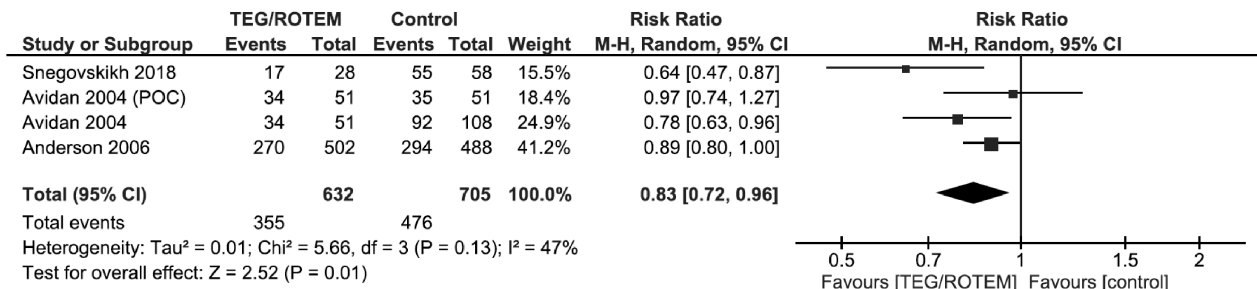 TEG/ROTEM Control Risk Ratio Risk Ratio
Study or Subgroup Events Total Events Total Weight M-H, Random, 95% CI M-H, Random, 95% CI
Snegovskikh 2018 17 28 55 58 15.5% 0.64 [0.47, 0.87]
Avidan 2004 (POC) 34 51 35 51 18.4% 0.97 [0.74, 1.27]
Avidan 2004 34 51 92 108 24.9% 0.78 [0.63, 0.96]
Anderson 2006 270 502 294 488 41.2% 0.89 [0.80, 1.00]
Total (95% CI) 632 705 100.0% 0.83 [0.72, 0.96]
Total events 355 476
Heterogeneity: Tau² = 0.01; Chi² = 5.66, df = 3 (P = 0.13); I² = 47%
Test for overall effect: Z = 2.52 (P = 0.01)
0.5 0.7 1 1.5 2
Favours [TEG/ROTEM] Favours [control]